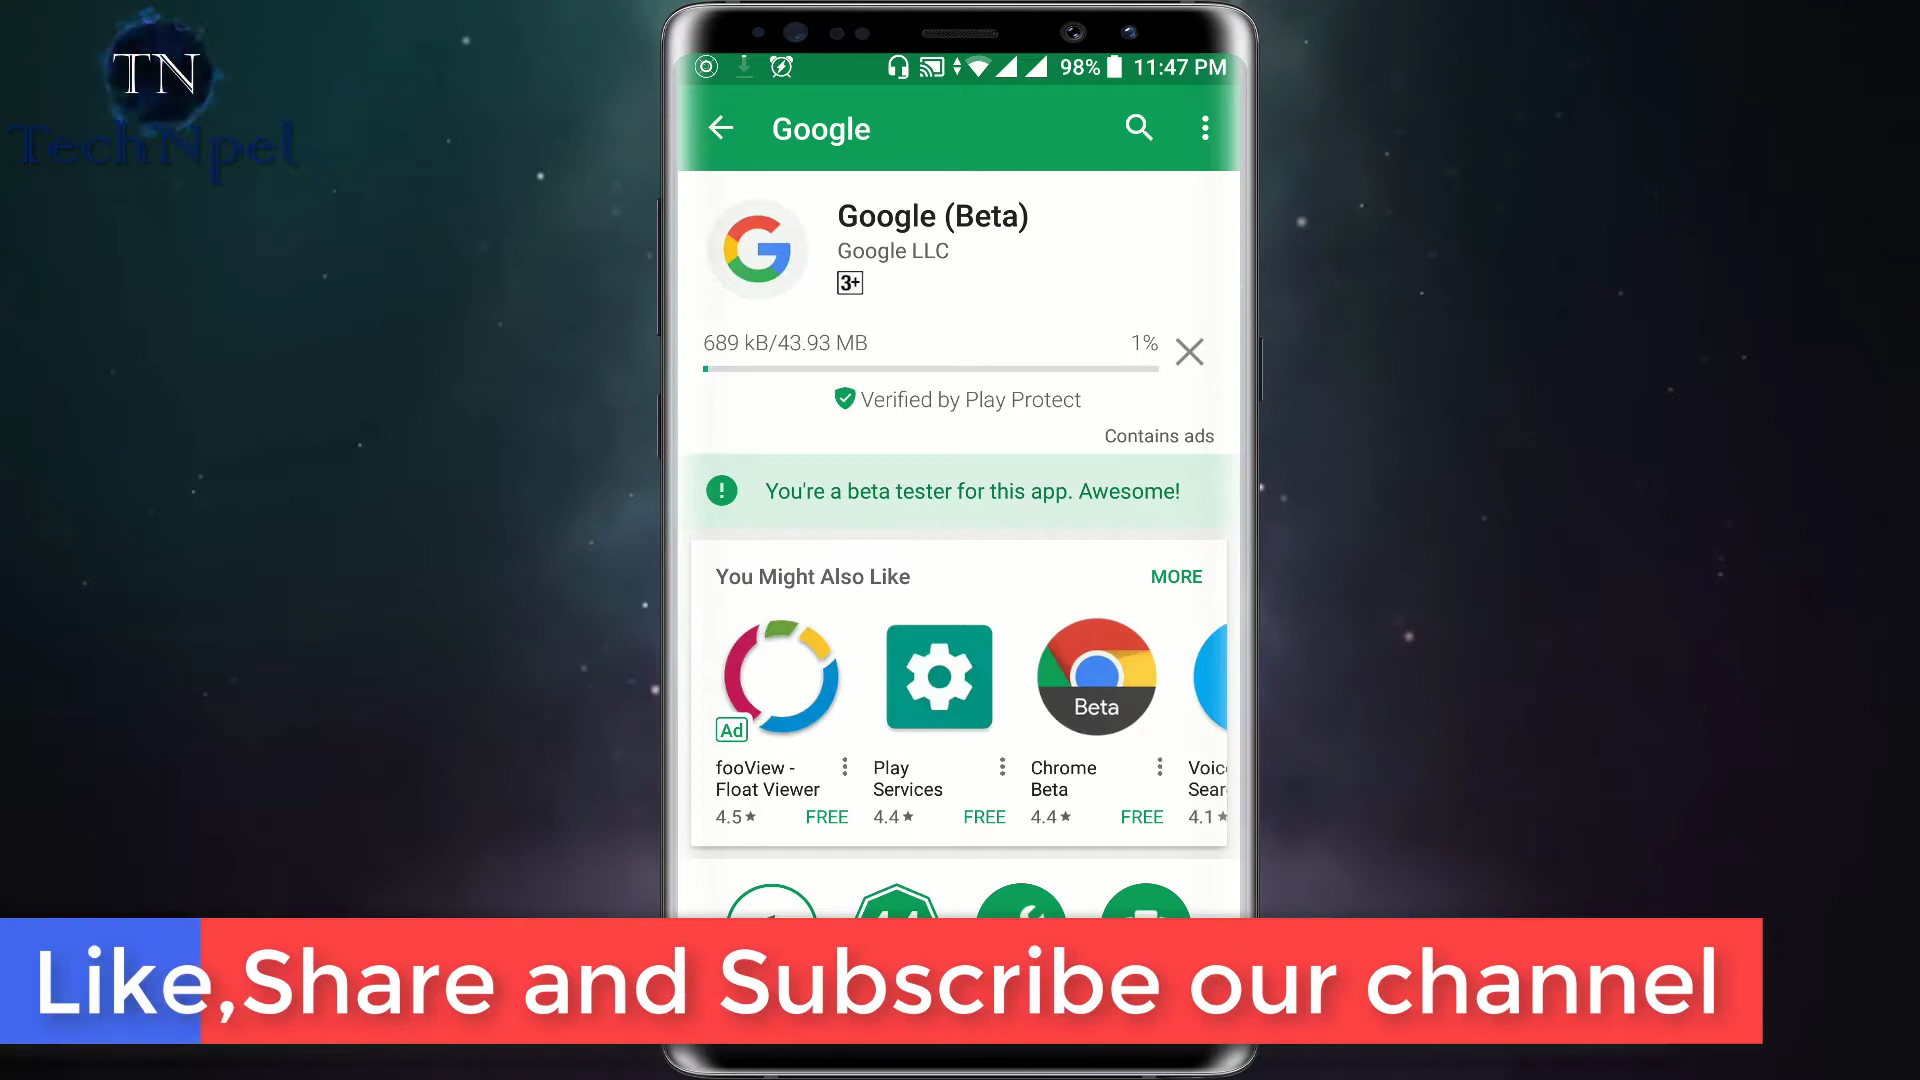 TN
TechNpel
98% 11:47 PM
Google
Google (Beta)
Google LLC
3+
689 kB/43.93 MB 1%
Verified by Play Protect
Contains ads
You're a beta tester for this app. Awesome!
You Might Also Like MORE
Beta
Ad
fooView -
Float Viewer
4.5★ FREE
Play
Services
4.4★ FREE
Chrome
Beta
4.4★ FREE
Voic
Sear
4.1★
Like,Share and Subscribe our channel